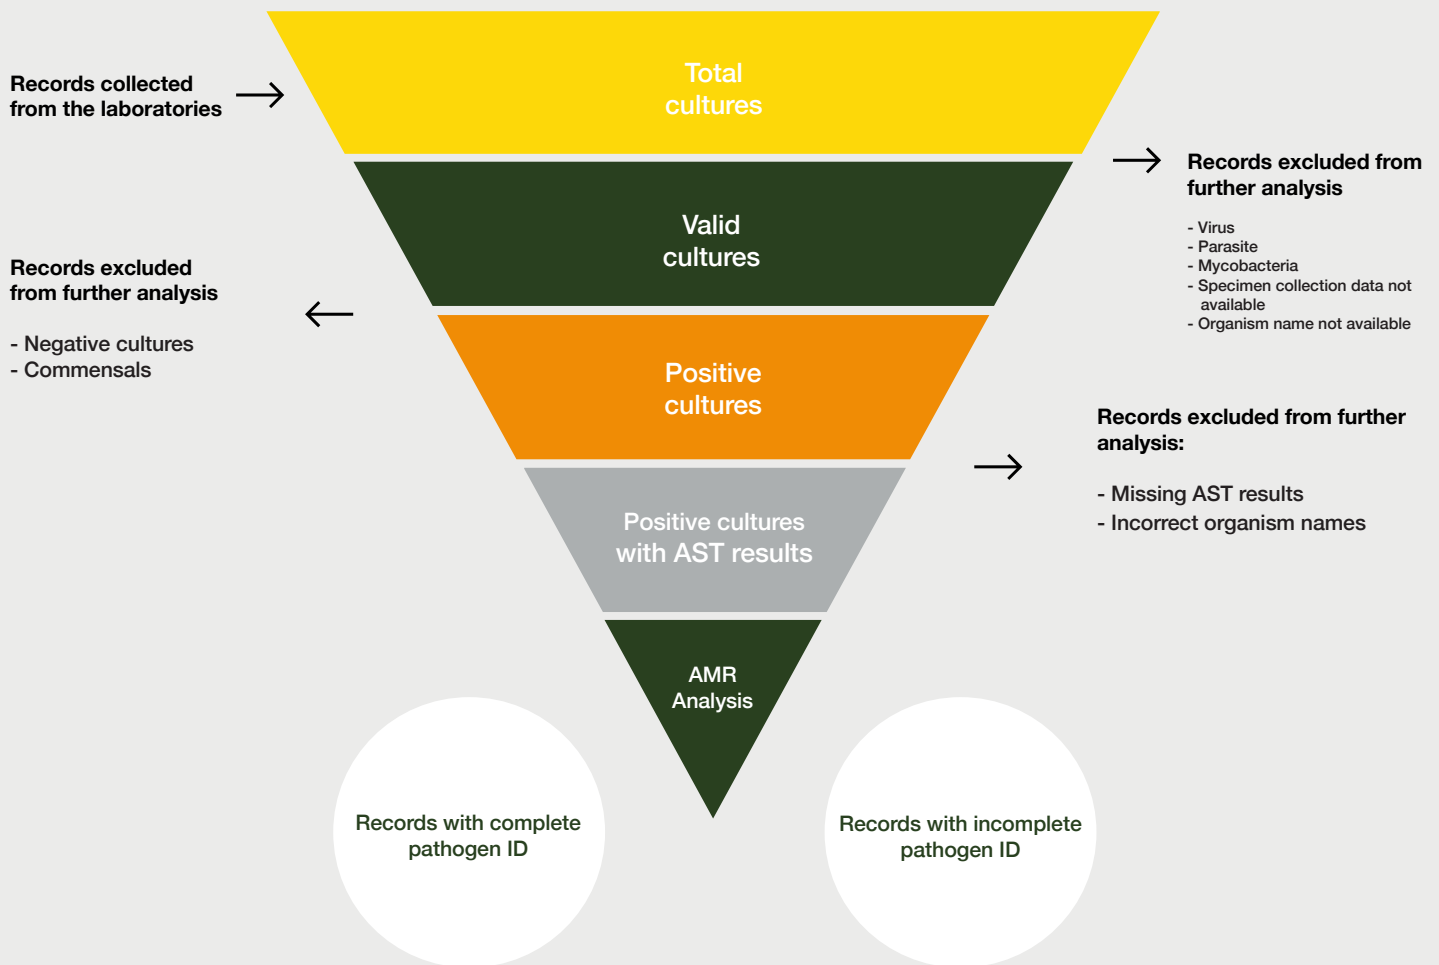 Records collected
from the laboratories
Total
cultures
Records excluded from
further analysis
- Virus
- Parasite
- Mycobacteria
- Specimen collection data not
available
- Organism name not available
Valid
cultures
Records excluded
from further analysis
- Negative cultures
- Commensals
Positive
cultures
Records excluded from further
analysis:
- Missing AST results
- Incorrect organism names
Positive cultures
with AST results
AMR
Analysis
Records with complete
pathogen ID
Records with incomplete
pathogen ID